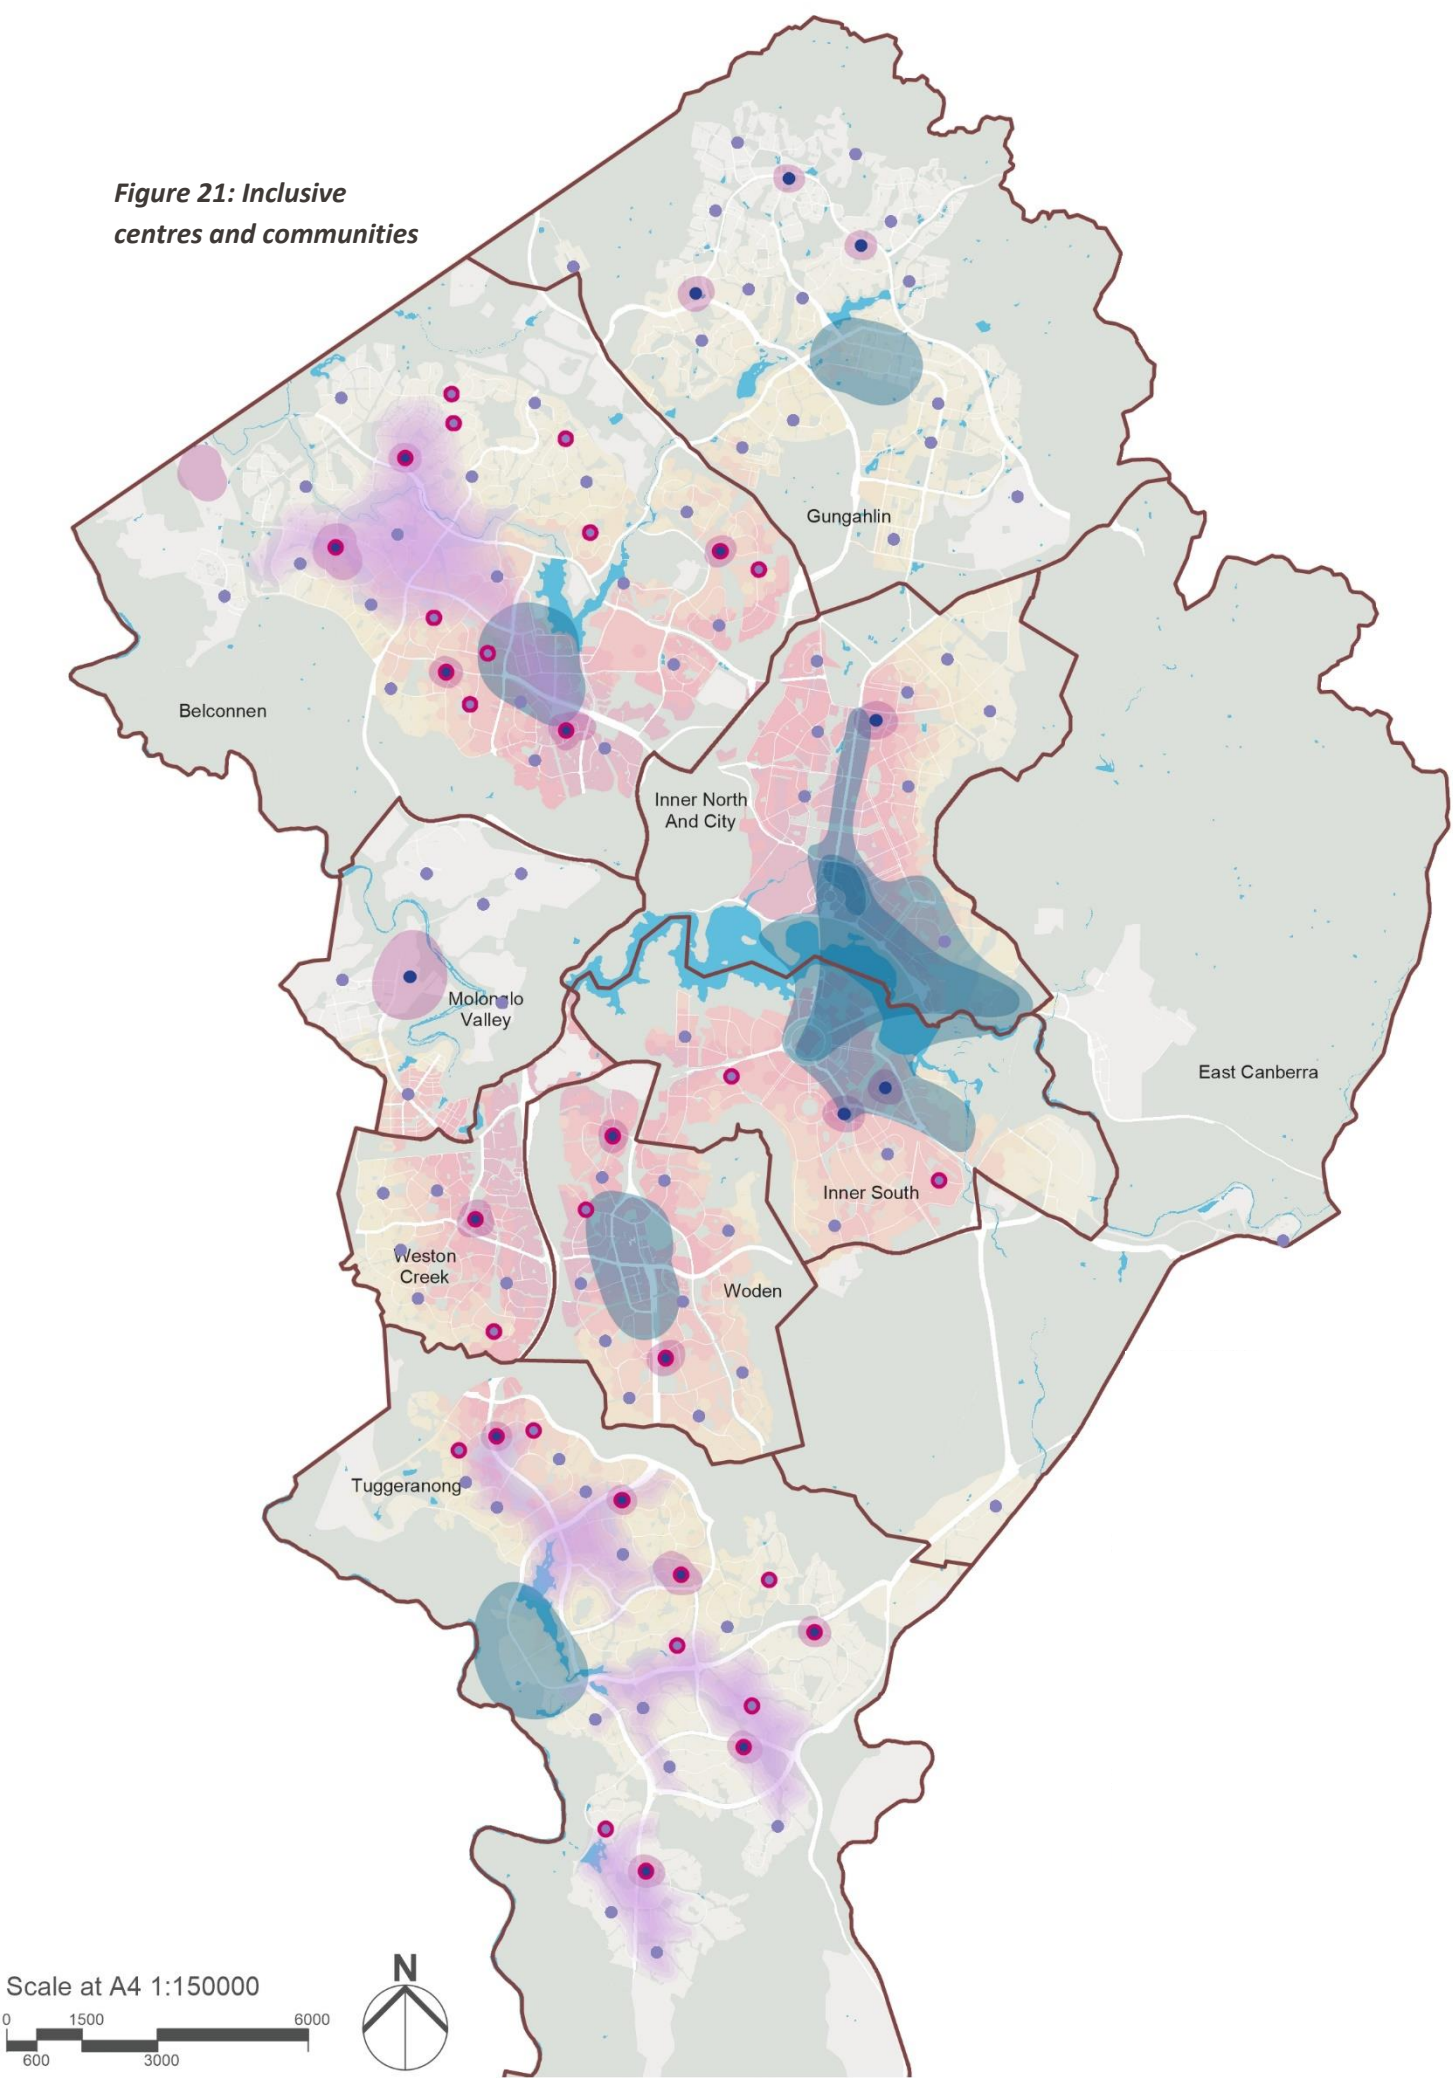 Figure 21: Inclusive
centres and communities
Gungahlin
Belconnen
Inner North
And City
Molonglo
Valley
East Canberra
Inner South
Weston
Creek
Woden
Tuggeranong
Scale at A4 1:150000
0 1500 6000
600 3000
N